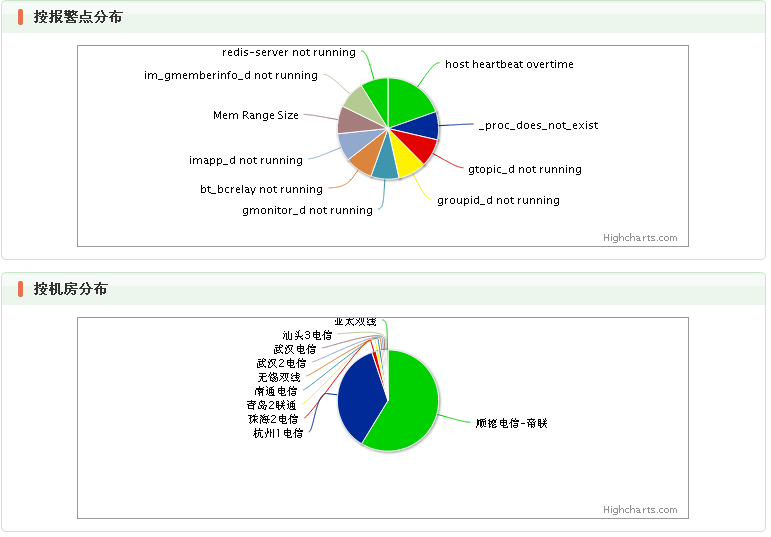 按报警点分布
redis-server not running
host heartbeat overtime
im_gmemberinfo_d not running
Mem Range Size
_proc_does_not_exist
imapp_d not running
gtopic_d not running
bt_bcrelay not running
groupid_d not running
gmonitor_d not running
Highcharts.com
按机房分布
亚太双线
汕头3电信
武汉电信
武汉2电信
无锡双线
南通电信
青岛2联通
珠海2电信
顺德电信-帝联
杭州1电信
Highcharts.com